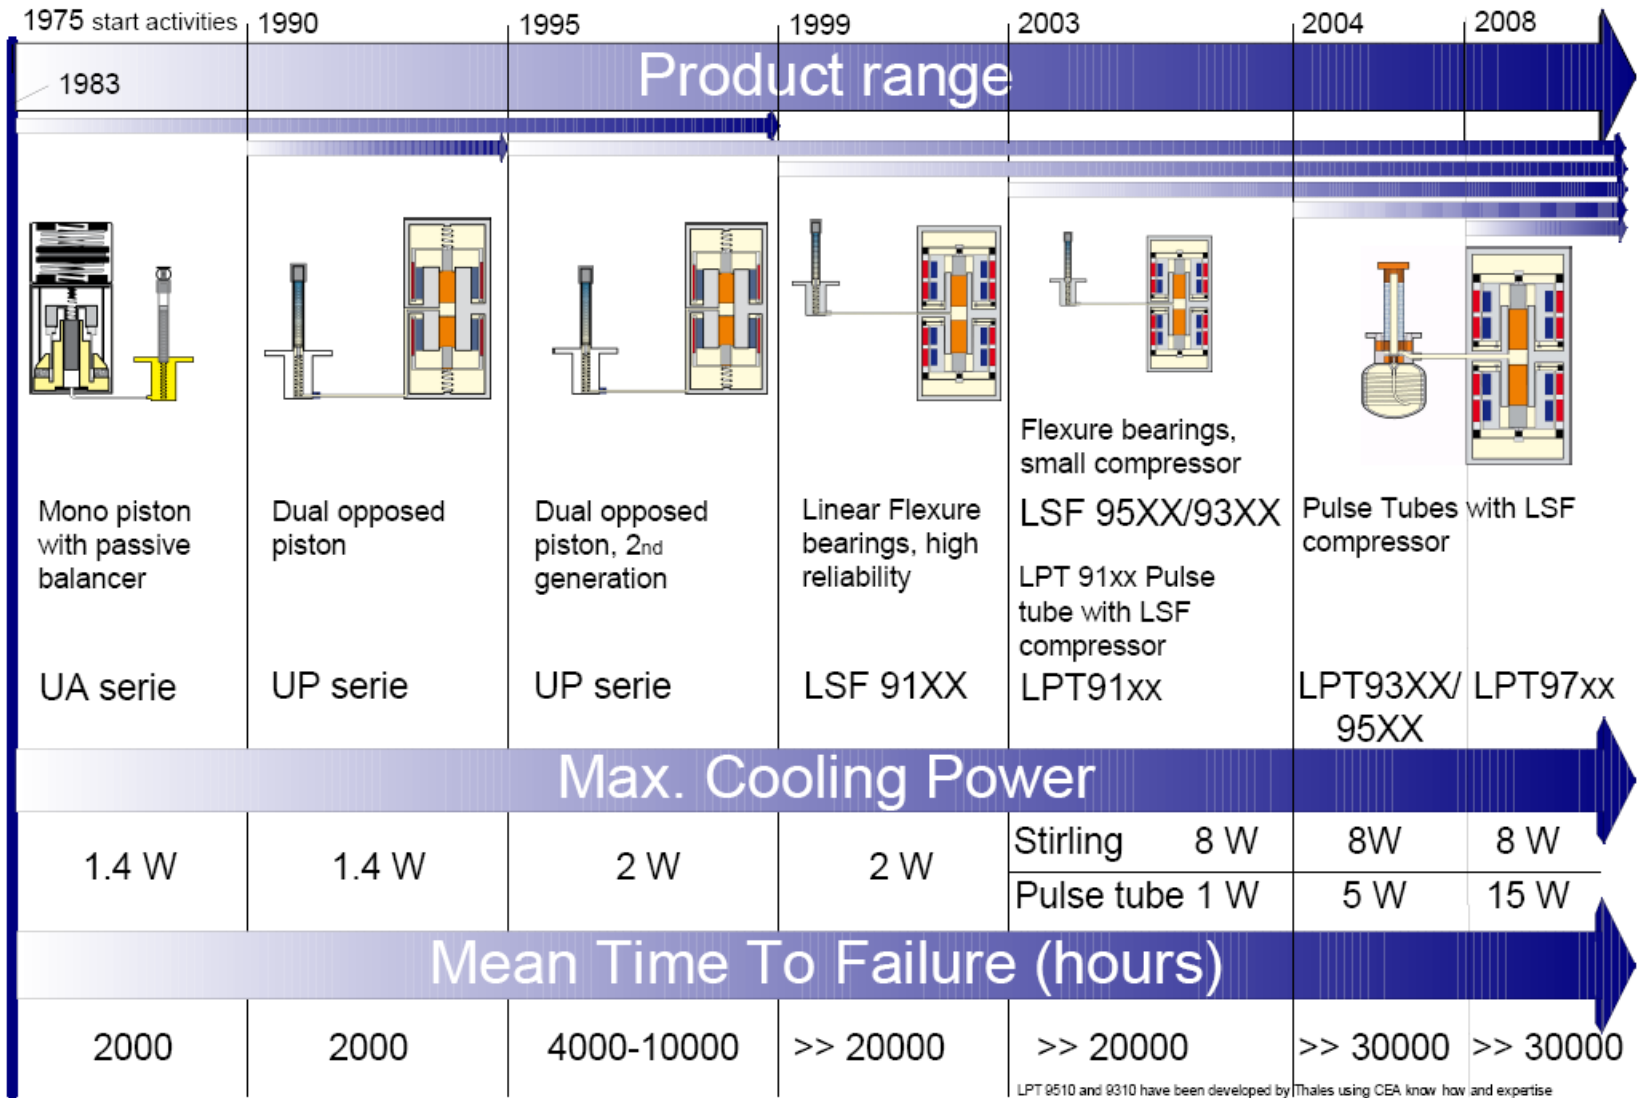 1975 start activities
1990
1995
1999
2003
2004
2008
Product range
1983
Mono piston
with passive
balancer
UA serie
Dual opposed
piston
UP serie
Dual opposed
piston, 2nd
generation
UP serie
Linear Flexure
bearings, high
reliability
LSF 91XX
Flexure bearings,
small compressor
LSF 95XX/93XX
LPT 91xx Pulse
tube with LSF
compressor
LPT91xx
Pulse Tubes with LSF
compressor
LPT93XX/
95XX
LPT97xx
Max. Cooling Power
1.4 W
1.4 W
2 W
2 W
Stirling 8 W
8W
8 W
Pulse tube 1 W
5 W
15 W
Mean Time To Failure (hours)
2000
2000
4000-10000
>> 20000
>> 20000
>> 30000
>> 30000
LPT 9510 and 9310 have been developed by Thales using CEA know how and expertise